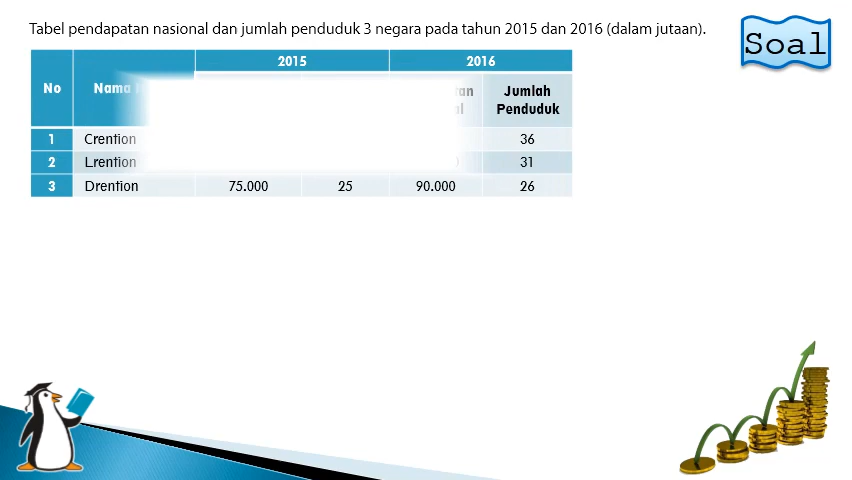 Tabel pendapatan nasional dan jumlah penduduk 3 negara pada tahun 2015 dan 2016 (dalam jutaan).
Soal
2015 2016
No Nama Jumlah Penduduk
1 Crention 36
2 Lrention 31
3 Drention 75.000 25 90.000 26